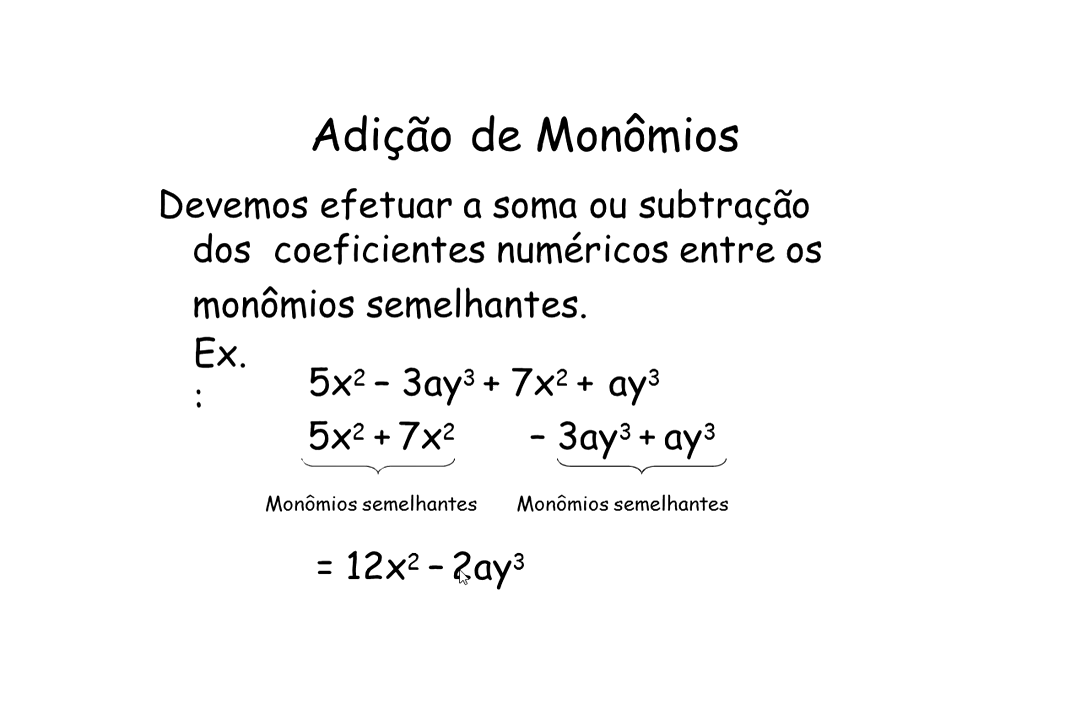 Adição de Monômios
Devemos efetuar a soma ou subtração
dos coeficientes numéricos entre os
monômios semelhantes.
Ex.
:
5x² – 3ay³ + 7x² + ay³
5x² + 7x² – 3ay³ + ay³
Monômios semelhantes Monômios semelhantes
= 12x² – 2ay³